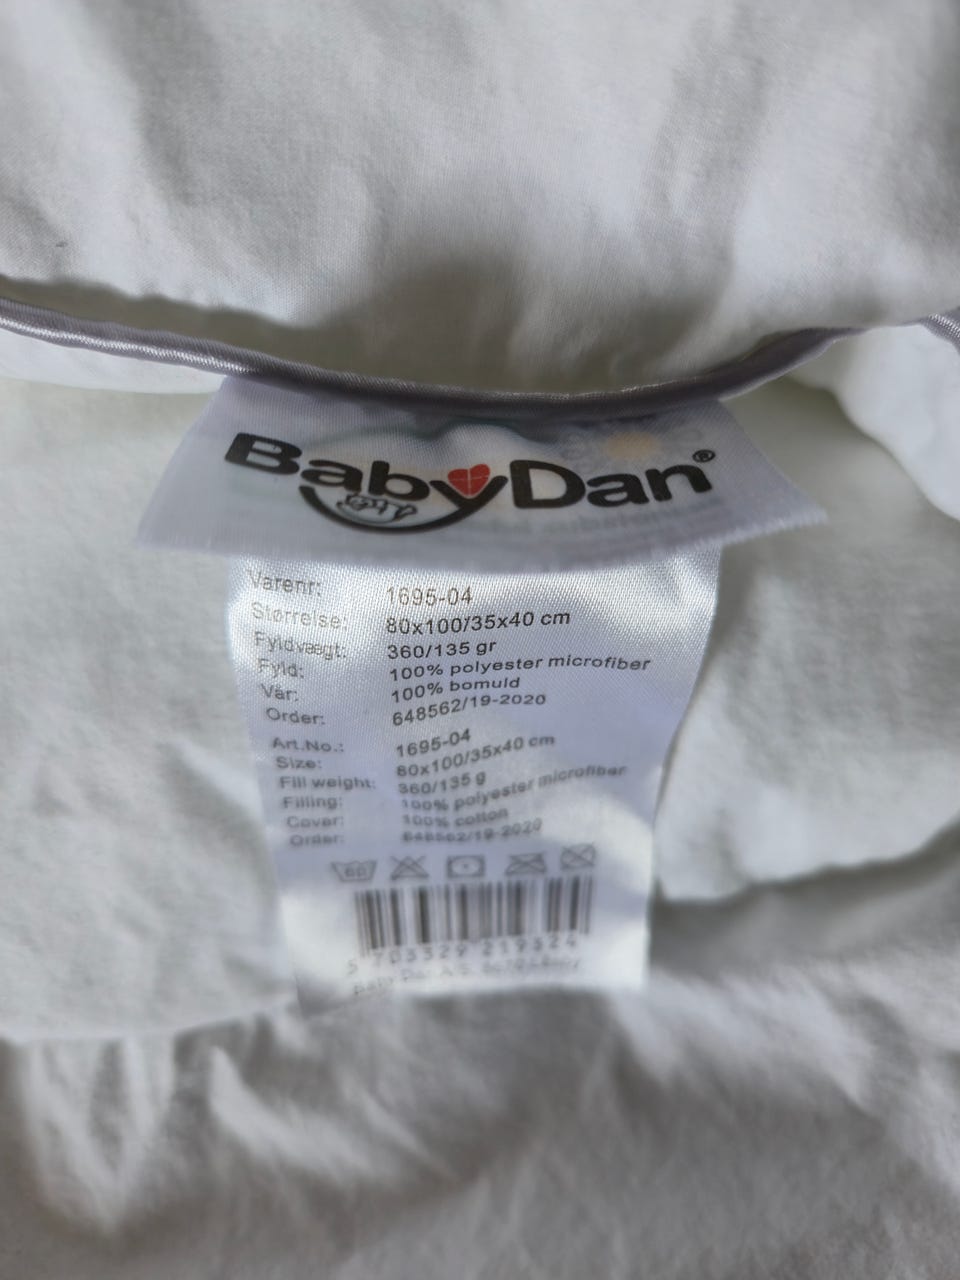 BabyDan®
Varenr: 1695-04
Størrelse: 80x100/35x40 cm
Fyldvægt: 360/135 gr
Fyld: 100% polyester microfiber
Vår: 100% bomuld
Order: 648562/19-2020
Art.No.: 1695-04
Size: 80x100/35x40 cm
Fill weight: 360/135 g
Filling: 100% polyester microfiber
Cover: 100% cotton
Order: 648562/19-2020
60
5 703329 219324
Baby Dan A/S